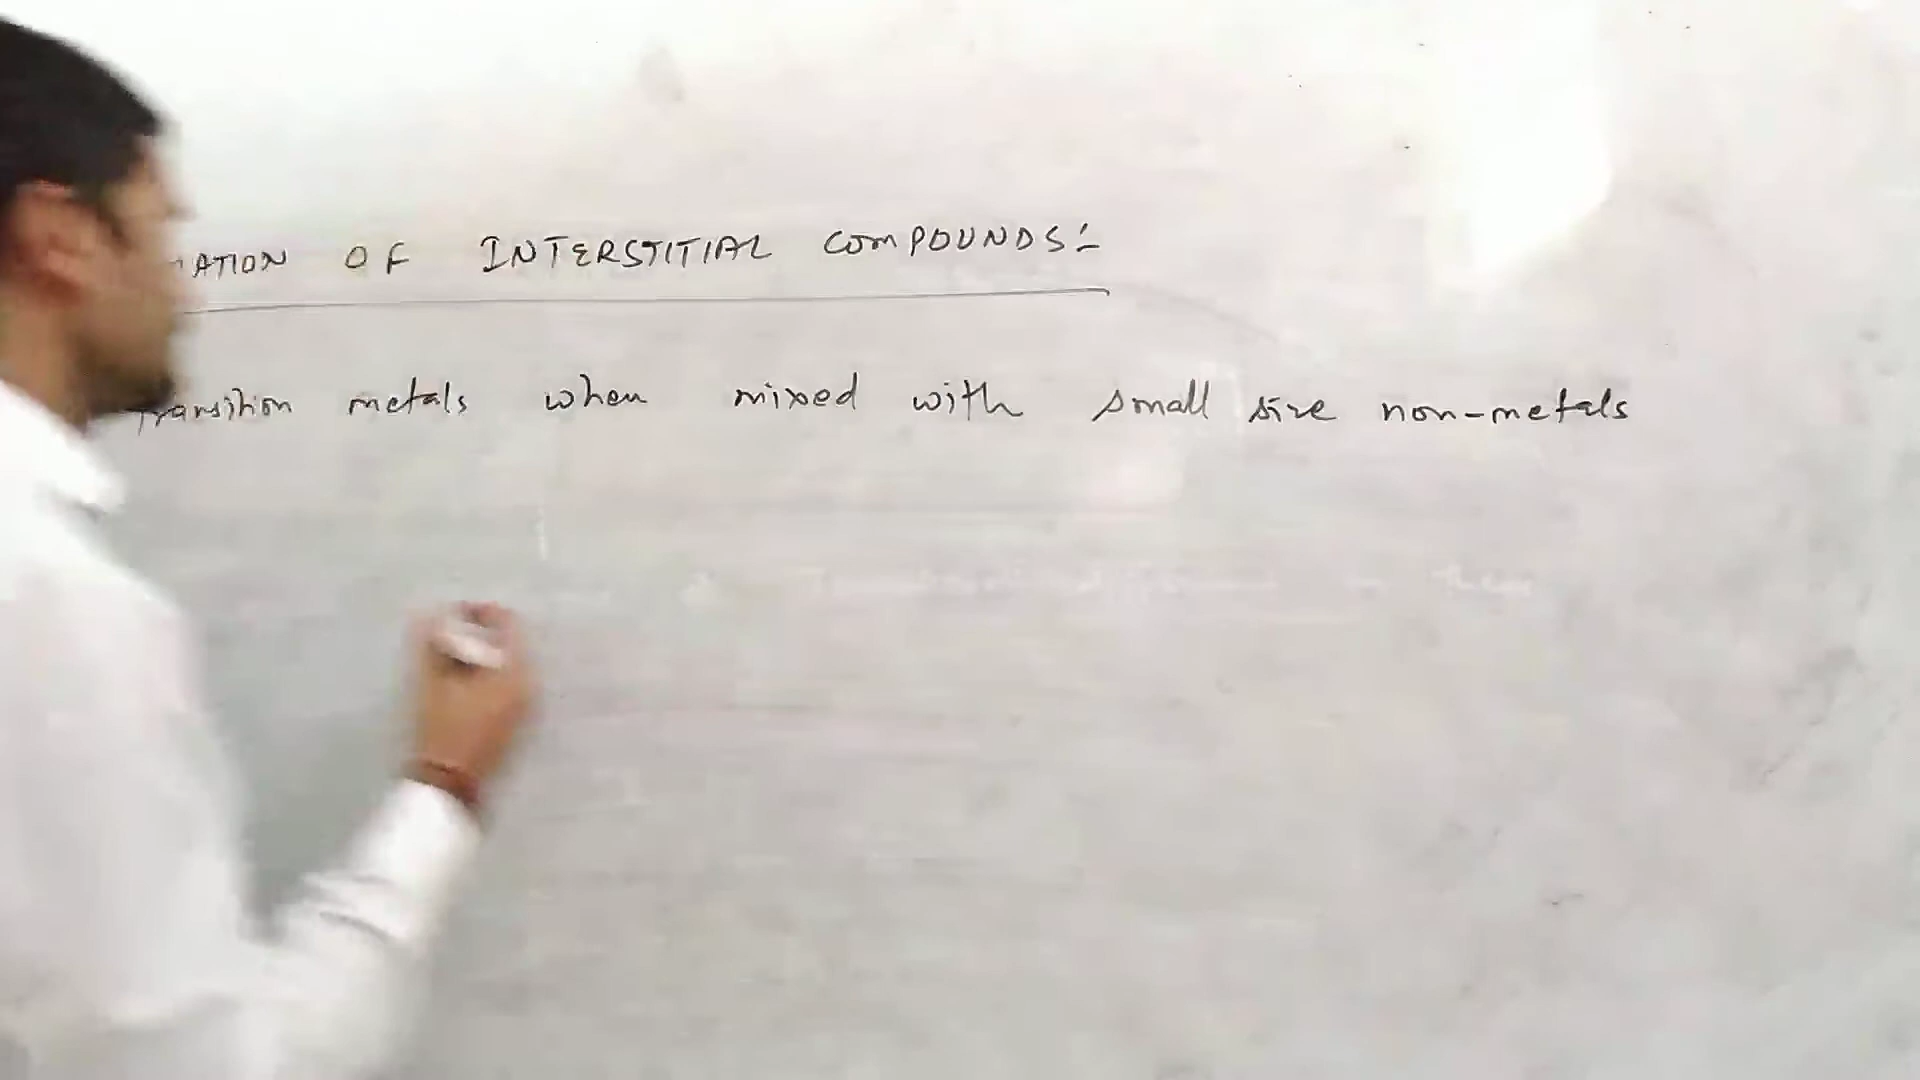 ATION OF INTERSTITIAL COMPOUNDS:-
Transition metals when mixed with small size non-metals